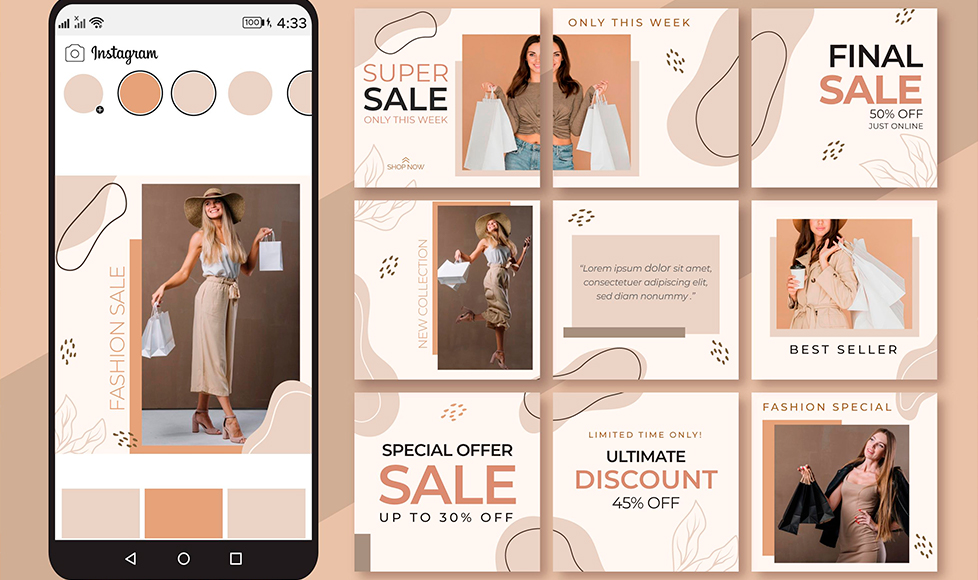 100
4:33
Instagram
FASHION SALE
SUPER
SALE
ONLY THIS WEEK
SHOP NOW
ONLY THIS WEEK
FINAL
SALE
50% OFF
JUST ONLINE
NEW COLLECTION
"Lorem ipsum dolor sit amet,
consectetuer adipiscing elit,
sed diam nonummy."
BEST SELLER
SPECIAL OFFER
SALE
UP TO 30% OFF
LIMITED TIME ONLY!
ULTIMATE
DISCOUNT
45% OFF
FASHION SPECIAL